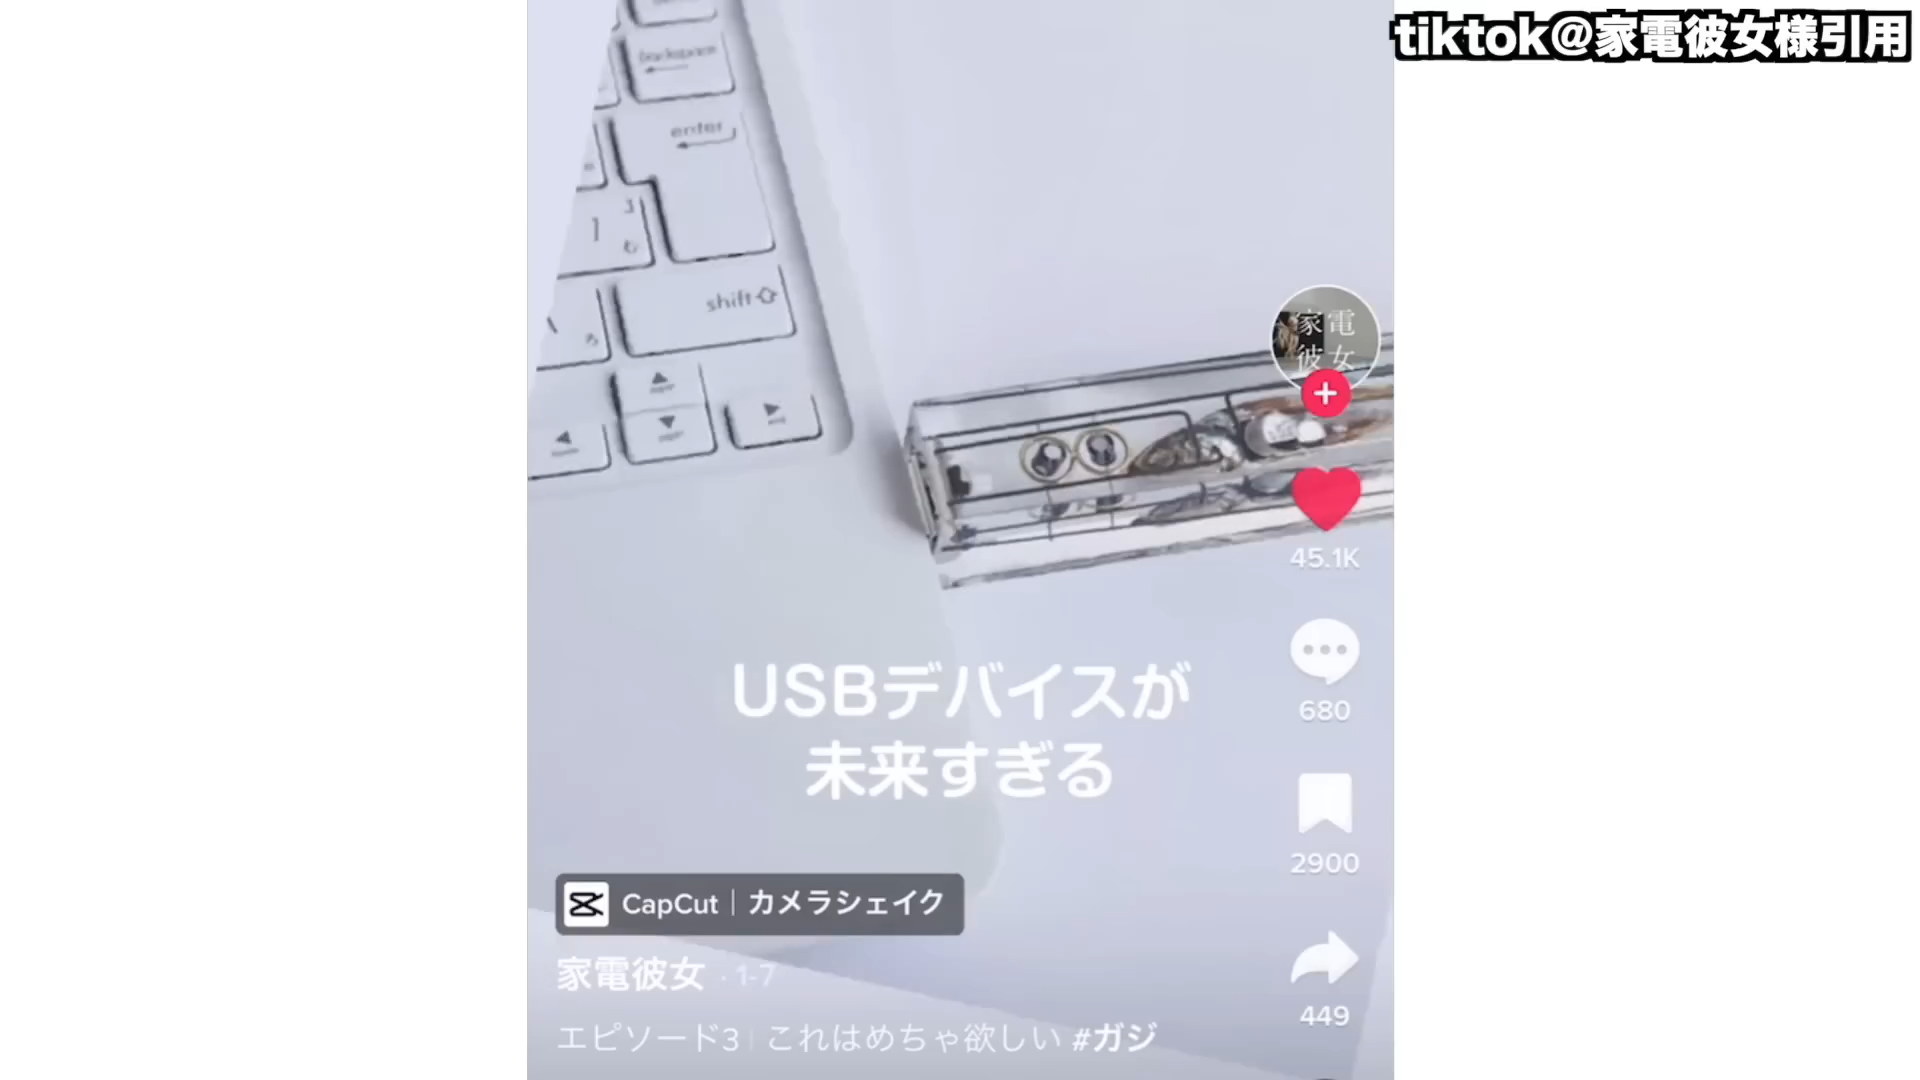 tiktok@家電彼女様引用
backspace
enter
1
む
shift
ろ
家電
彼女
45.1K
680
USBデバイスが
未来すぎる
2900
CapCut｜カメラシェイク
家電彼女 · 1-7
449
エピソード3｜これはめちゃ欲しい #ガジ